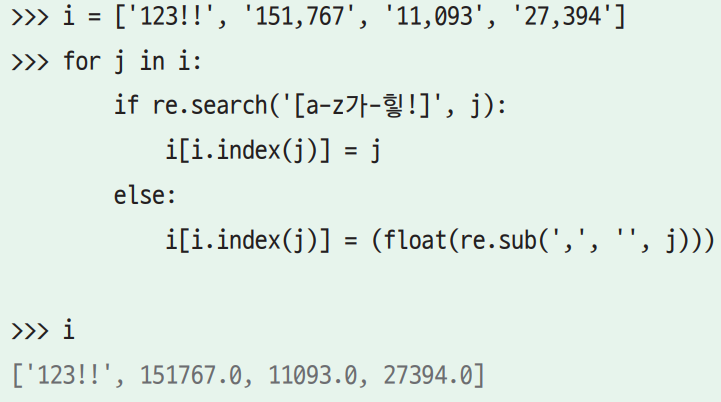 >>> i = ['123!!', '151,767', '11,093', '27,394']
>>> for j in i:
        if re.search('[a-z가-힣!]', j):
            i[i.index(j)] = j
        else:
            i[i.index(j)] = (float(re.sub(',', '', j)))
>>> i
['123!!', 151767.0, 11093.0, 27394.0]